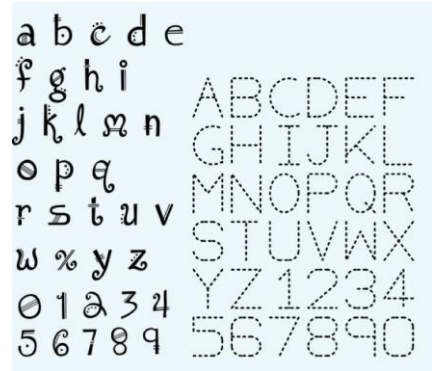 a b c d e
f g h i
j k l m n
o p q
r s t u v
w x y z
0 1 2 3 4
5 6 7 8 9
ABCDEF
GHIJKL
MNOPQR
STUVWX
YZ1234
567890